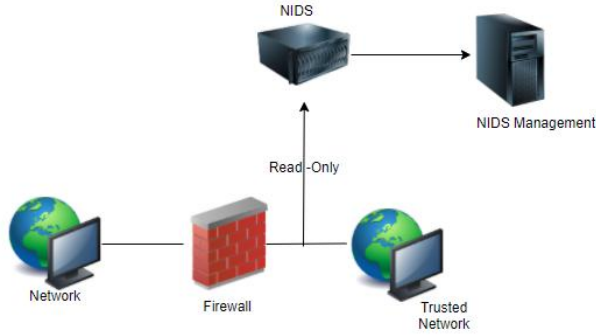 NIDS
NIDS Management
Read -Only
Network
Firewall
Trusted
Network